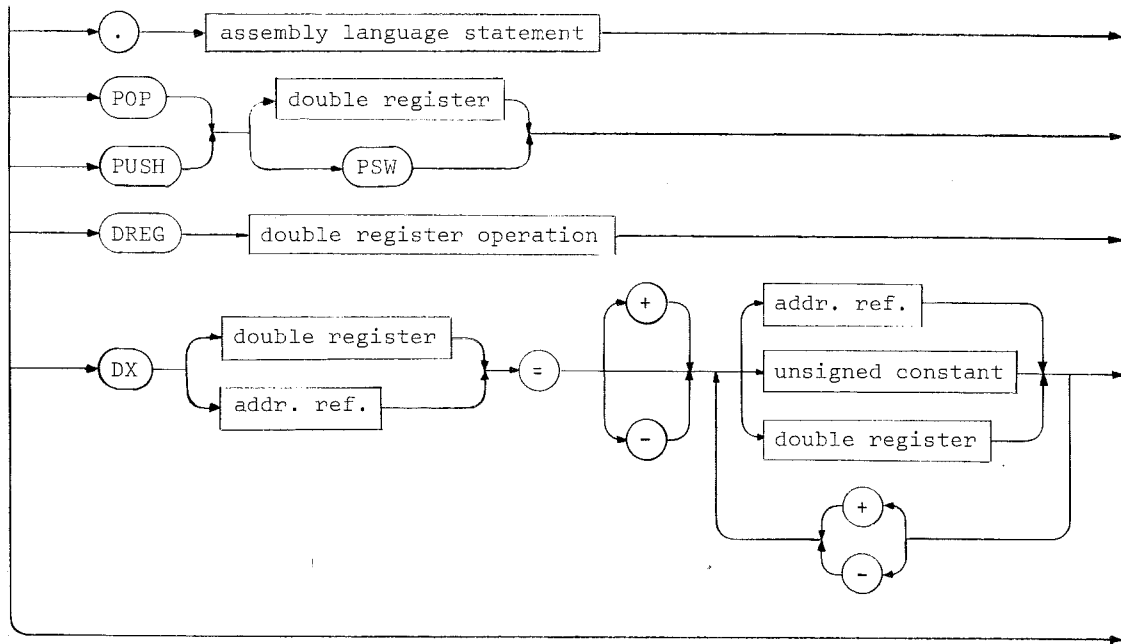 . assembly language statement
POP double register
PUSH PSW
DREG double register operation
+ addr. ref.
double register
DX = unsigned constant
addr. ref.
- double register
+
-